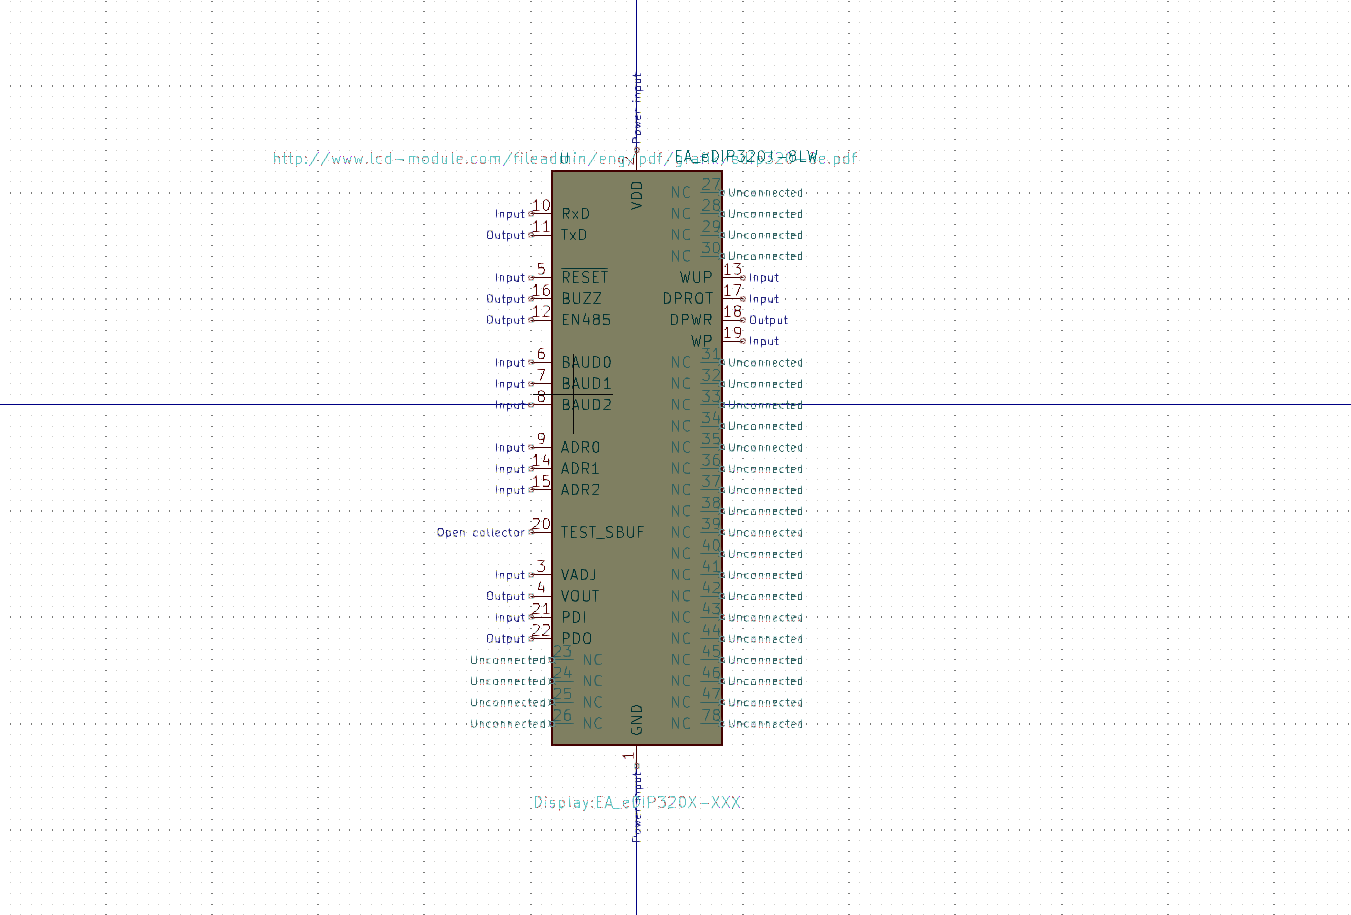 Power input
http://www.lcd-module.com/fileadmin/eng/pdf/grafik/edip320-de.pdf
EA_eDIP320J-8LW
2
VDD
NC 27 Unconnected
Input 10 RxD NC 28 Unconnected
Output 11 TxD NC 29 Unconnected
NC 30 Unconnected
Input 5 RESET WUP 13 Input
Output 16 BUZZ DPROT 17 Input
Output 12 EN485 DPWR 18 Output
WP 19 Input
Input 6 BAUD0 NC 31 Unconnected
Input 7 BAUD1 NC 32 Unconnected
Input 8 BAUD2 NC 33 Unconnected
NC 34 Unconnected
Input 9 ADR0 NC 35 Unconnected
Input 14 ADR1 NC 36 Unconnected
Input 15 ADR2 NC 37 Unconnected
NC 38 Unconnected
Open collector 20 TEST_SBUF NC 39 Unconnected
NC 40 Unconnected
Input 3 VADJ NC 41 Unconnected
Output 4 VOUT NC 42 Unconnected
Input 21 PDI NC 43 Unconnected
Output 22 PDO NC 44 Unconnected
Unconnected 23 NC NC 45 Unconnected
Unconnected 24 NC NC 46 Unconnected
Unconnected 25 NC NC 47 Unconnected
Unconnected 26 NC NC 78 Unconnected
GND
1
Power input
Display:EA_eDIP320X-XXX